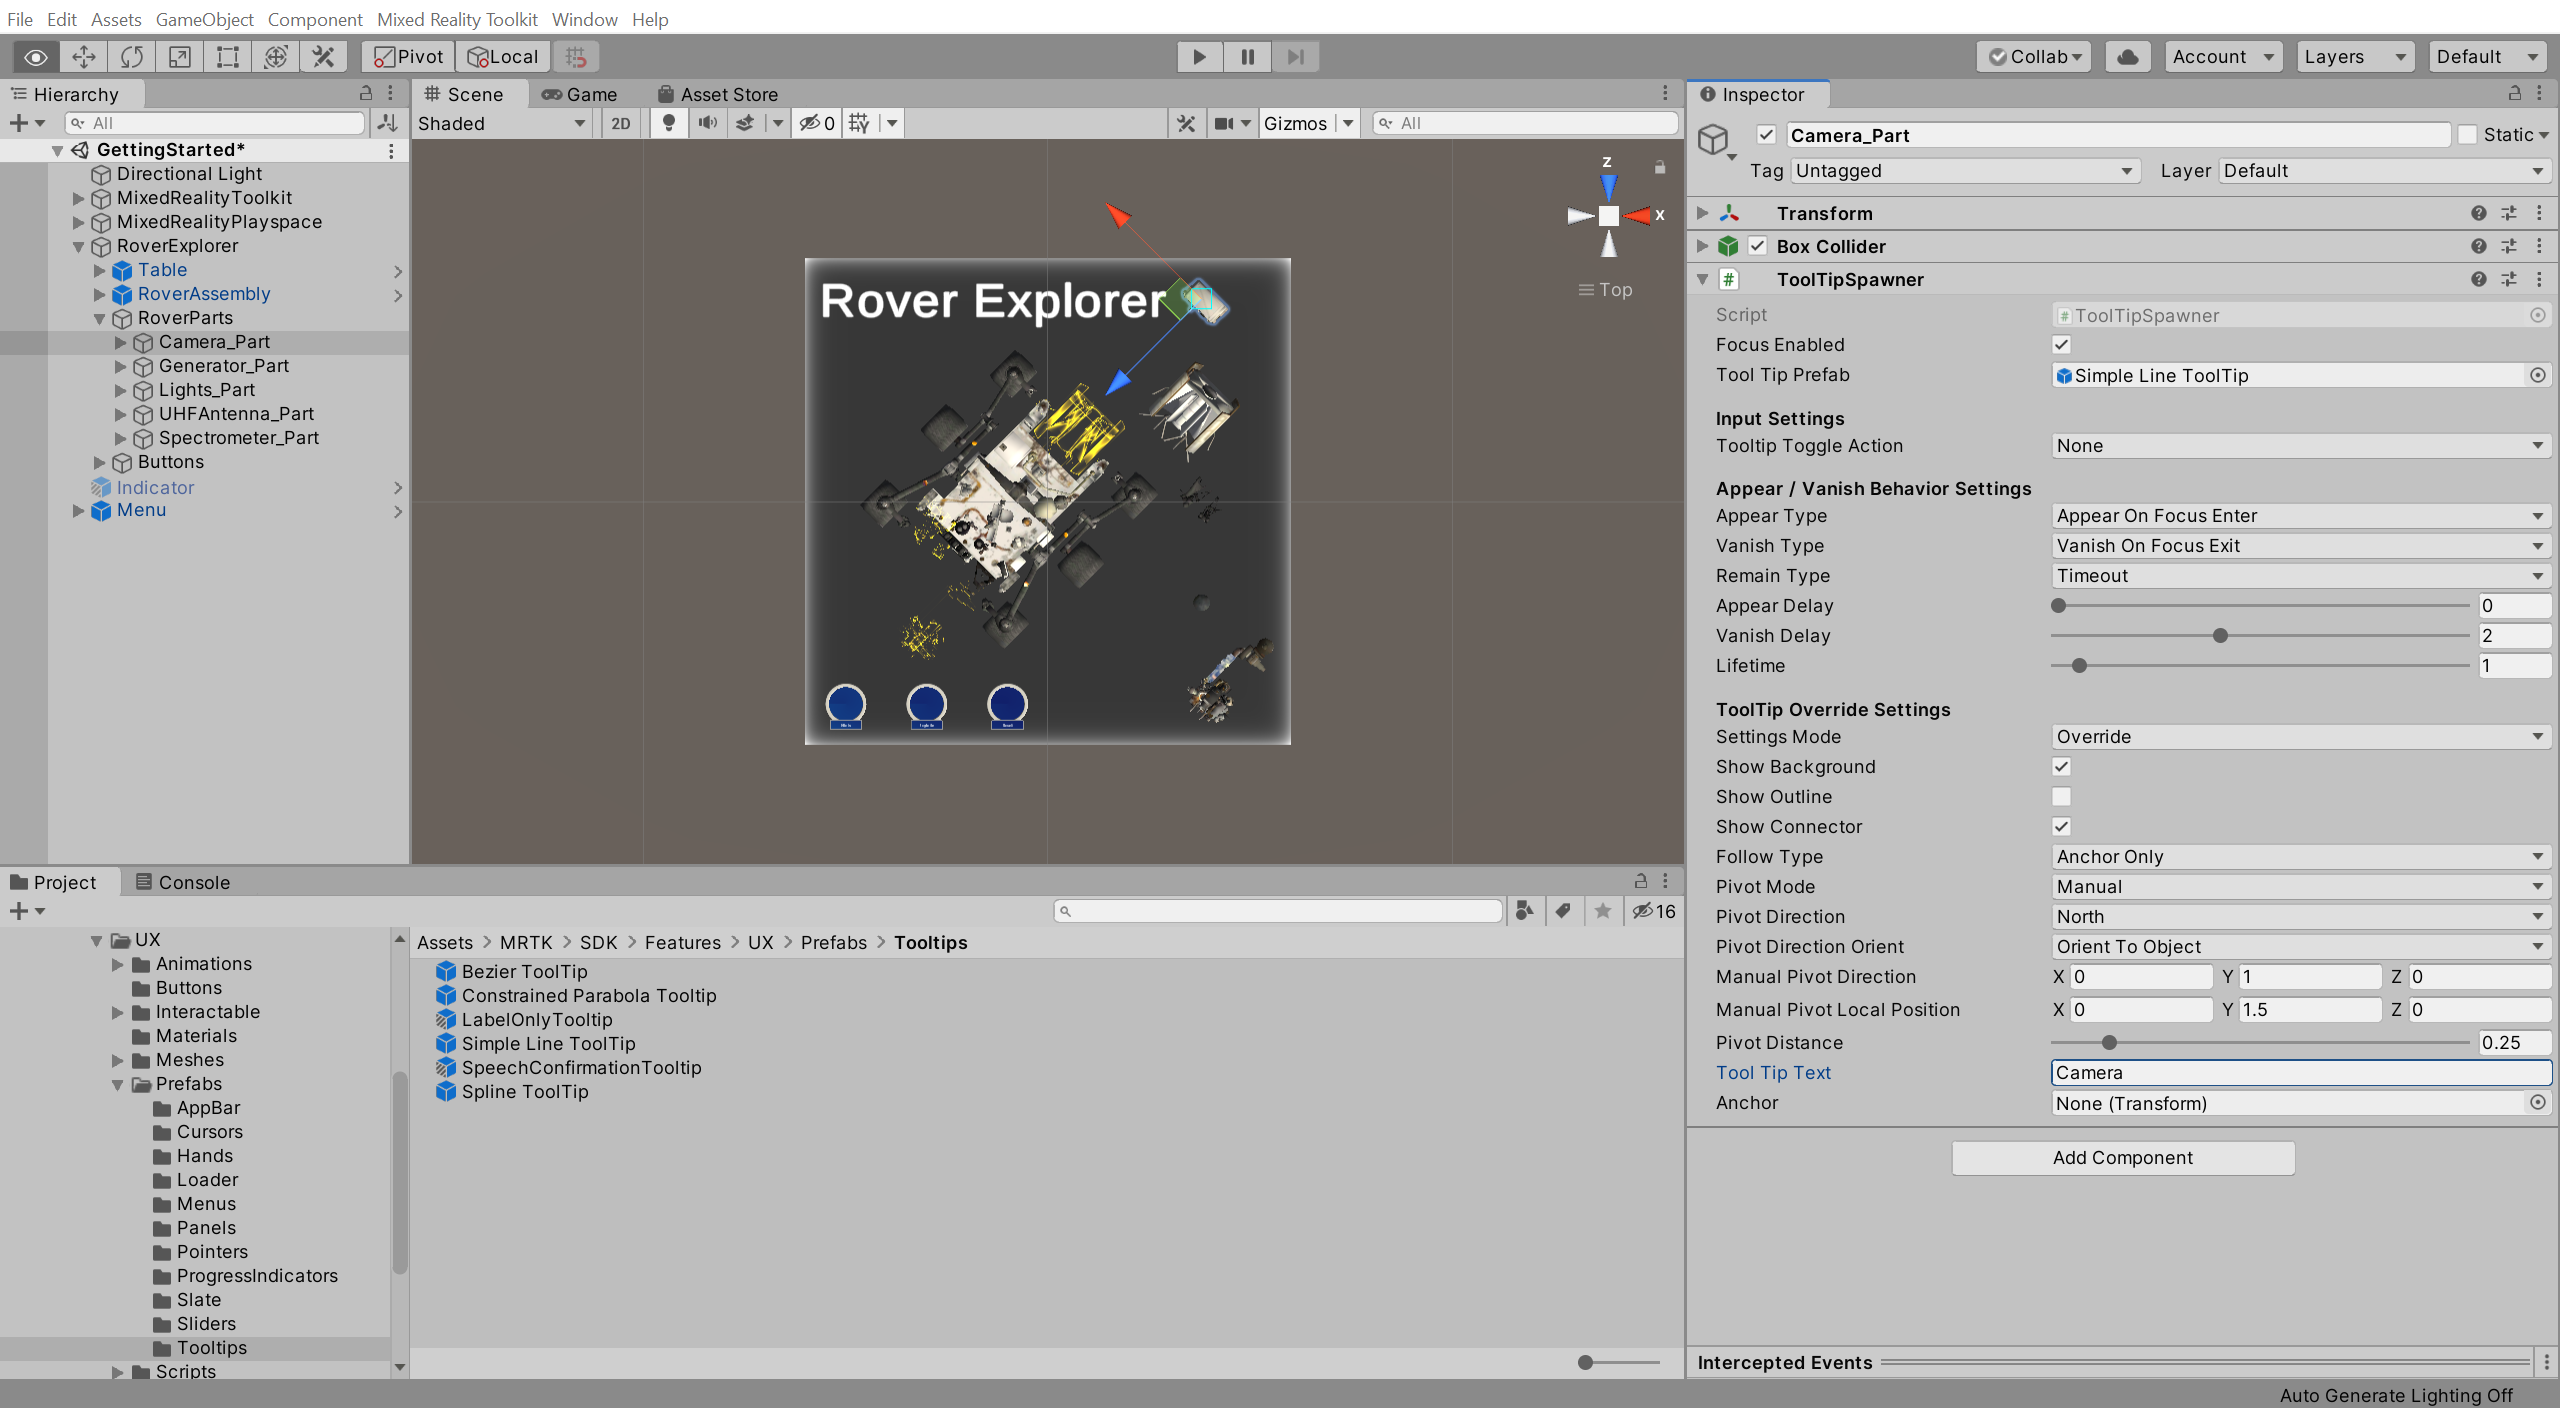 File Edit Assets GameObject Component Mixed Reality Toolkit Window Help
Pivot Local Collab Account Layers Default
Hierarchy
All
GettingStarted*
Directional Light
MixedRealityToolkit
MixedRealityPlayspace
RoverExplorer
Table
RoverAssembly
RoverParts
Camera_Part
Generator_Part
Lights_Part
UHFAntenna_Part
Spectrometer_Part
Buttons
Indicator
Menu
Scene Game Asset Store
Shaded 2D 0 Gizmos All
z
x
Top
Rover Explorer
Project Console
16
UX
Animations
Buttons
Interactable
Materials
Meshes
Prefabs
AppBar
Cursors
Hands
Loader
Menus
Panels
Pointers
ProgressIndicators
Slate
Sliders
Tooltips
Scripts
Assets > MRTK > SDK > Features > UX > Prefabs > Tooltips
Bezier ToolTip
Constrained Parabola Tooltip
LabelOnlyTooltip
Simple Line ToolTip
SpeechConfirmationTooltip
Spline ToolTip
Inspector
Camera_Part Static
Tag Untagged Layer Default
Transform
Box Collider
# ToolTipSpawner
Script # ToolTipSpawner
Focus Enabled
Tool Tip Prefab Simple Line ToolTip
Input Settings
Tooltip Toggle Action None
Appear / Vanish Behavior Settings
Appear Type Appear On Focus Enter
Vanish Type Vanish On Focus Exit
Remain Type Timeout
Appear Delay 0
Vanish Delay 2
Lifetime 1
ToolTip Override Settings
Settings Mode Override
Show Background
Show Outline
Show Connector
Follow Type Anchor Only
Pivot Mode Manual
Pivot Direction North
Pivot Direction Orient Orient To Object
Manual Pivot Direction X 0 Y 1 Z 0
Manual Pivot Local Position X 0 Y 1.5 Z 0
Pivot Distance 0.25
Tool Tip Text Camera
Anchor None (Transform)
Add Component
Intercepted Events
Auto Generate Lighting Off